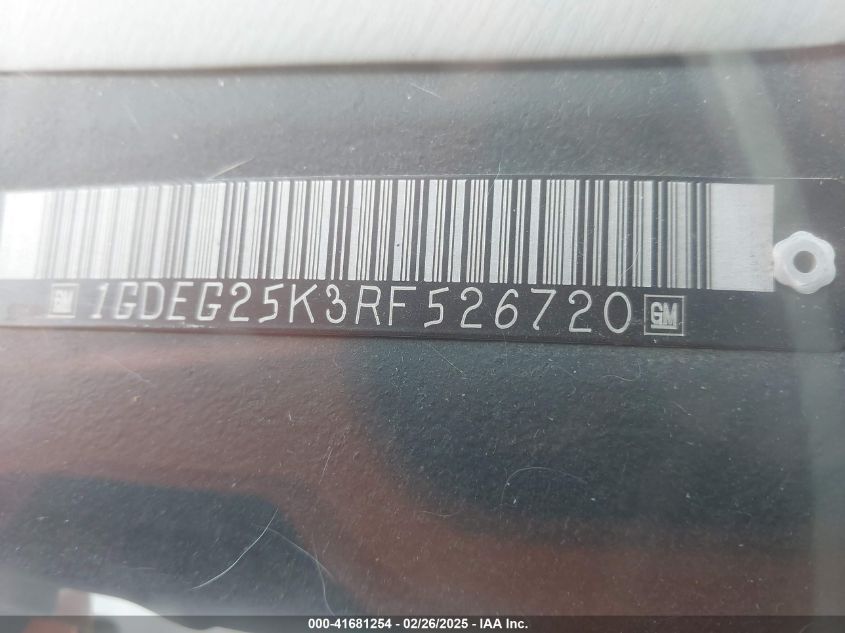 GM 1GDEG25K3RF526720 GM
000-41681254 / 02/26/2025 - IAA Inc.